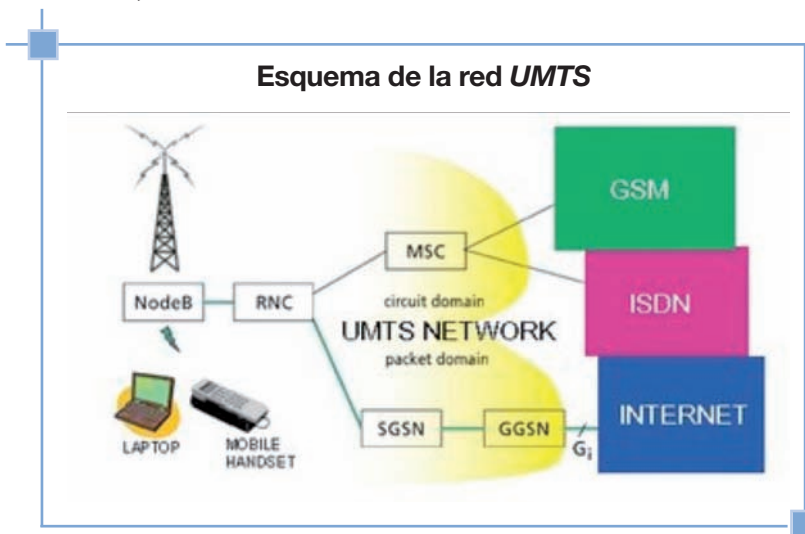 Esquema de la red UMTS
GSM
MSC
NodeB
RNC
circuit domain
ISDN
UMTS NETWORK
packet domain
SGSN
GGSN
Gi
INTERNET
LAPTOP
MOBILE
HANDSET